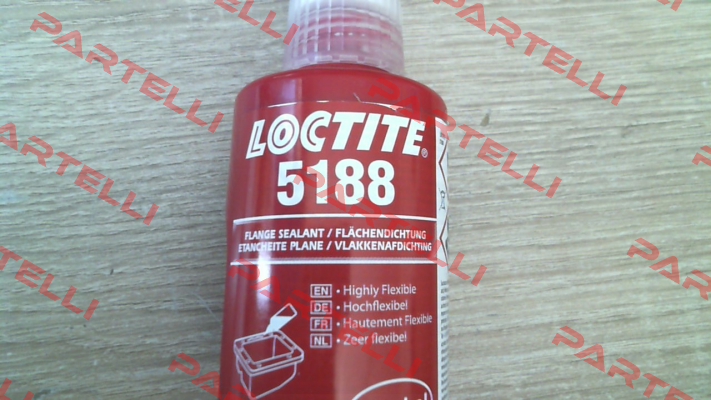 LOCTITE®
5188
FLANGE SEALANT / FLÄCHENDICHTUNG
ETANCHEITE PLANE / VLAKKENAFDICHTING
EN • Highly Flexible
DE • Hochflexibel
FR • Hautement Flexible
NL • Zeer flexibel
PARTELLI
PARTELLI
PARTELLI
PARTELLI
PARTELLI
PARTELLI
PARTELLI